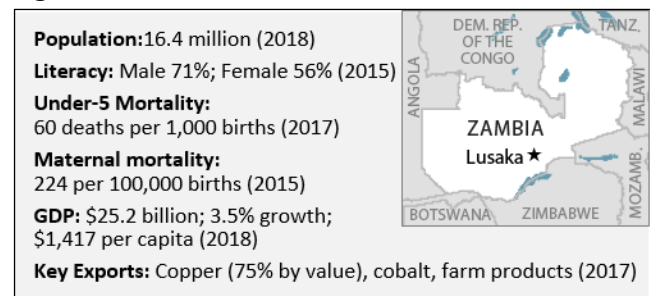 Population:16.4 million (2018)
Literacy: Male 71%; Female 56% (2015)
Under-5 Mortality:
60 deaths per 1,000 births (2017)
Maternal mortality:
224 per 100,000 births (2015)
GDP: $25.2 billion; 3.5% growth;
$1,417 per capita (2018)
Key Exports: Copper (75% by value), cobalt, farm products (2017)
DEM. REP.
OF THE
CONGO
TANZ.
ANGOLA
MALAWI
ZAMBIA
Lusaka
MOZAMB.
BOTSWANA
ZIMBABWE